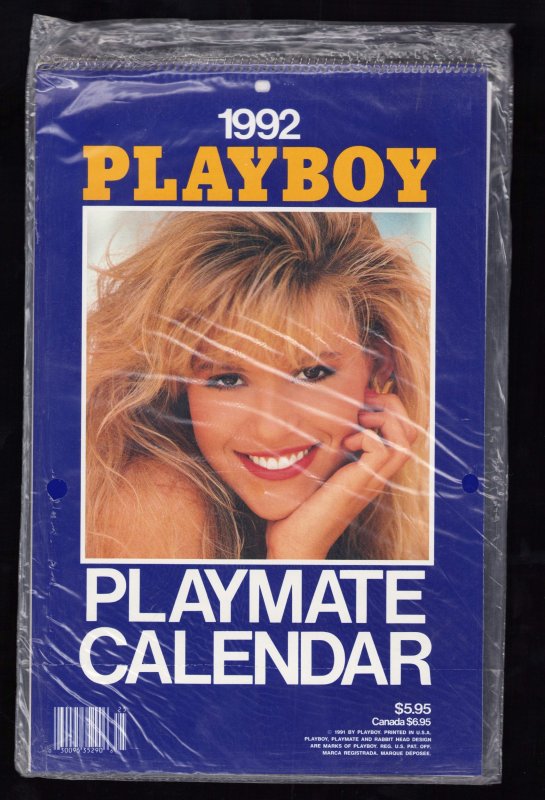 1992
PLAYBOY
PLAYMATE
CALENDAR
$5.95
Canada $6.95
© 1991 BY PLAYBOY. PRINTED IN U.S.A.
PLAYBOY, PLAYMATE AND RABBIT HEAD DESIGN
ARE MARKS OF PLAYBOY. REG. U.S. PAT. OFF.
MARCA REGISTRADA. MARQUE DEPOSEE.